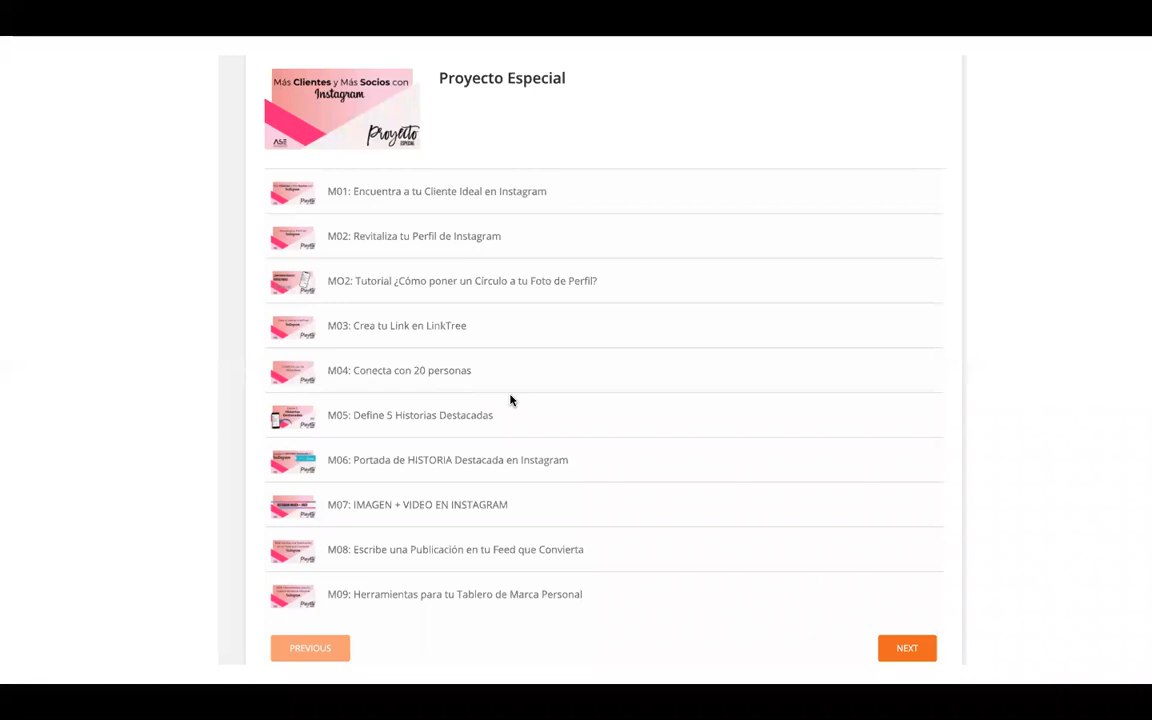 Más Clientes y Más Socios con
Instagram
Proyecto
ESPECIAL
ASE
Proyecto Especial
M01: Encuentra a tu Cliente Ideal en Instagram
M02: Revitaliza tu Perfil de Instagram
MO2: Tutorial ¿Cómo poner un Círculo a tu Foto de Perfil?
M03: Crea tu Link en LinkTree
M04: Conecta con 20 personas
M05: Define 5 Historias Destacadas
M06: Portada de HiSTORIA Destacada en Instagram
M07: IMAGEN + VIDEO EN INSTAGRAM
M08: Escribe una Publicación en tu Feed que Convierta
M09: Herramientas para tu Tablero de Marca Personal
PREVIOUS
NEXT